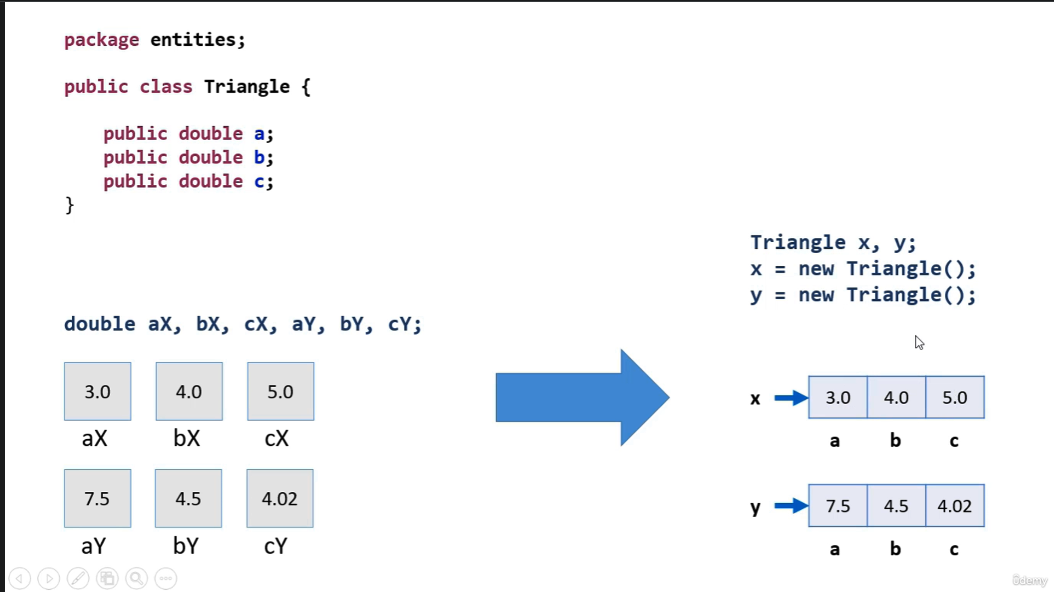 package entities;
public class Triangle {
public double a;
public double b;
public double c;
}
Triangle x, y;
x = new Triangle();
y = new Triangle();
double aX, bX, cX, aY, bY, cY;
3.0 4.0 5.0
aX bX cX
7.5 4.5 4.02
aY bY cY
x 3.0 4.0 5.0
a b c
y 7.5 4.5 4.02
a b c
ûdemy